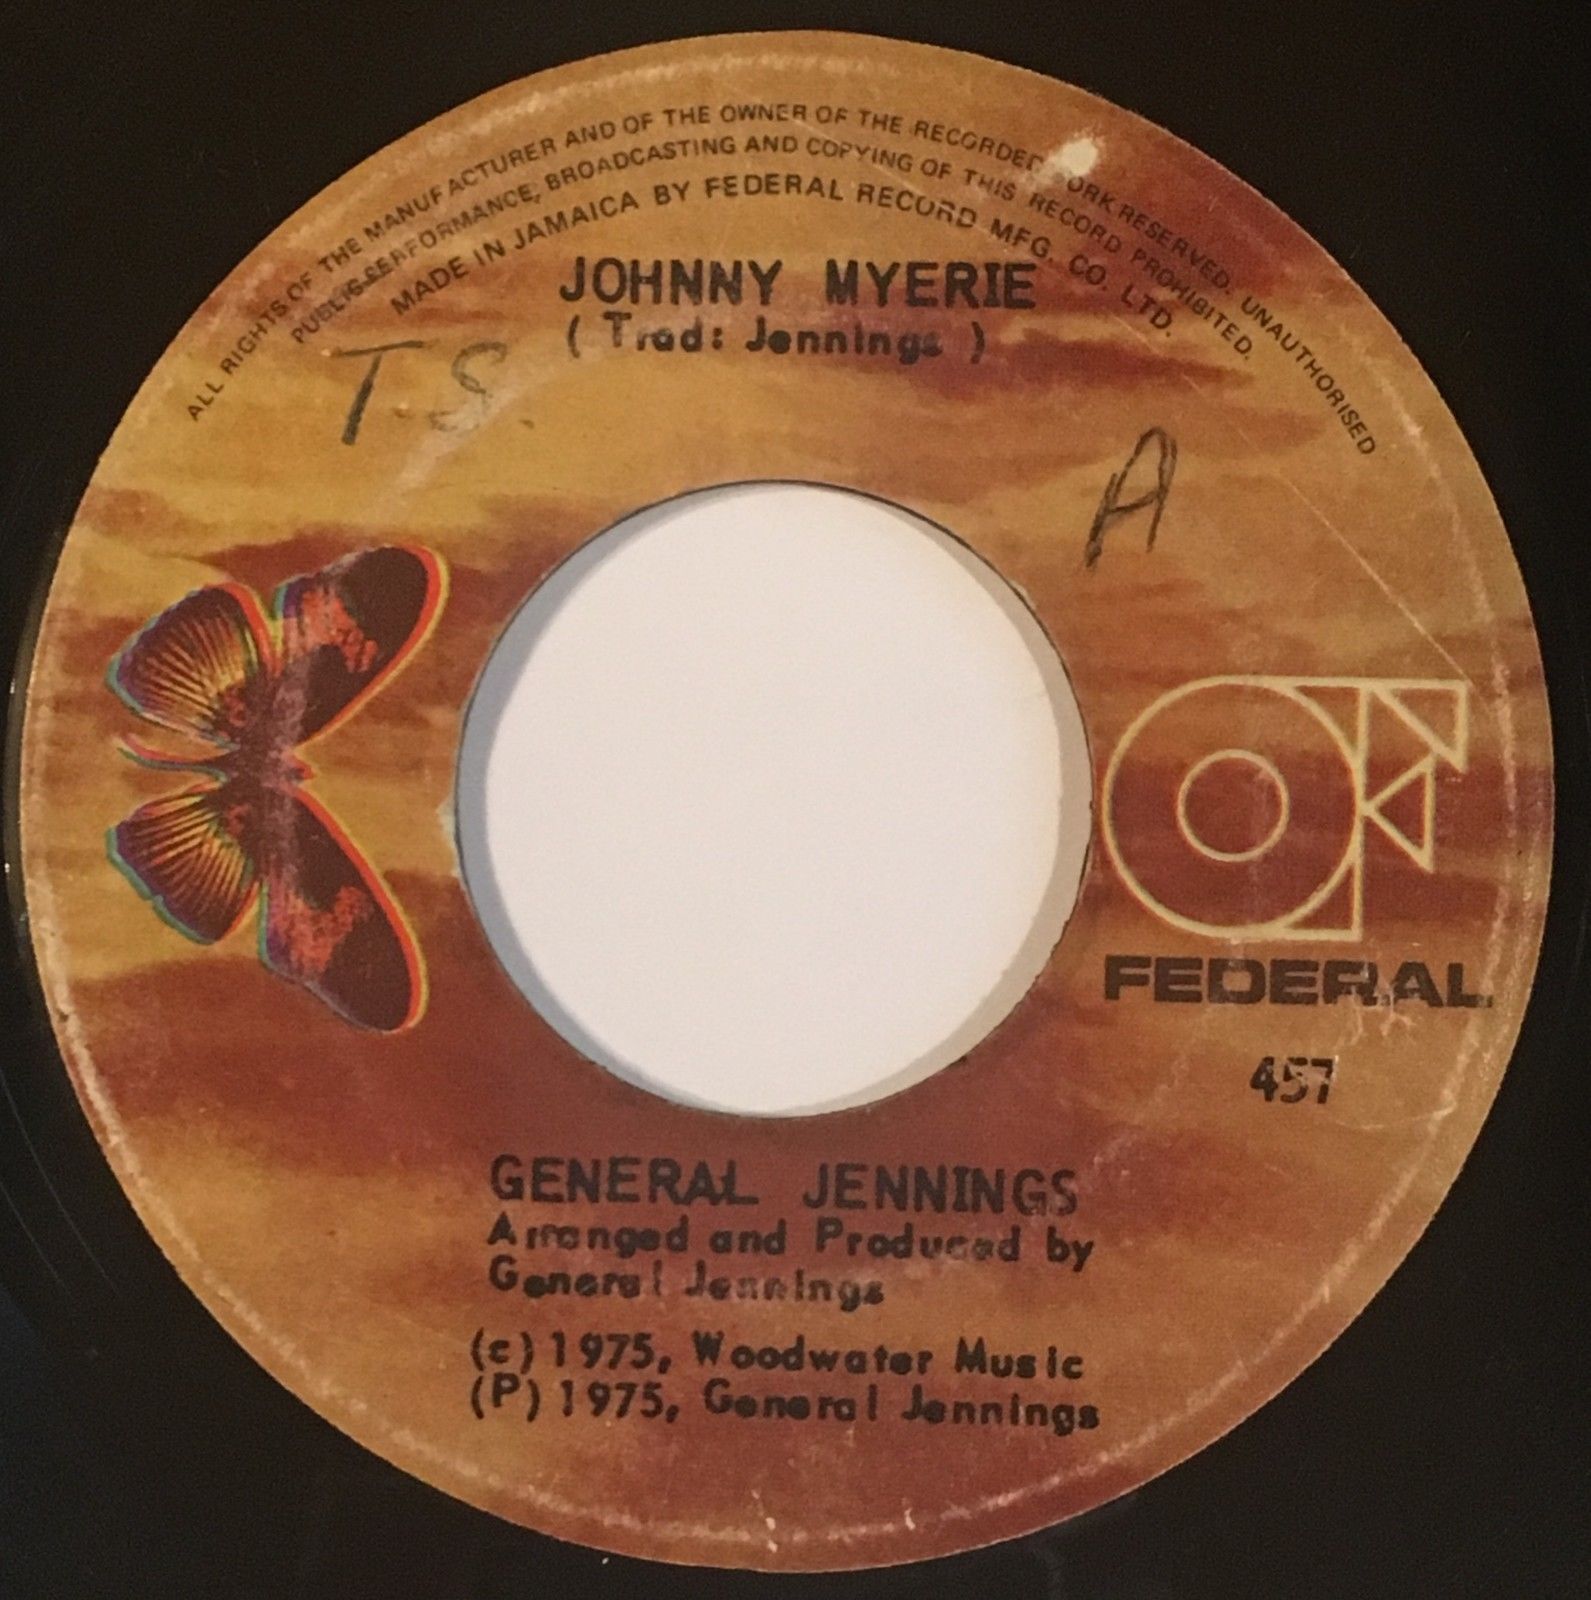 ALL RIGHTS OF THE MANUFACTURER AND OF THE OWNER OF THE RECORDED WORK RESERVED. UNAUTHORISED
PUBLIC PERFORMANCE, BROADCASTING AND COPYING OF THIS RECORD PROHIBITED.
MADE IN JAMAICA BY FEDERAL RECORD MFG. CO. LTD.
JOHNNY MYERIE
( Trad: Jennings )
T.S.
A
FEDERAL
457
GENERAL JENNINGS
Arranged and Produced by
General Jennings
(c) 1975, Woodwater Music
(P) 1975, General Jennings